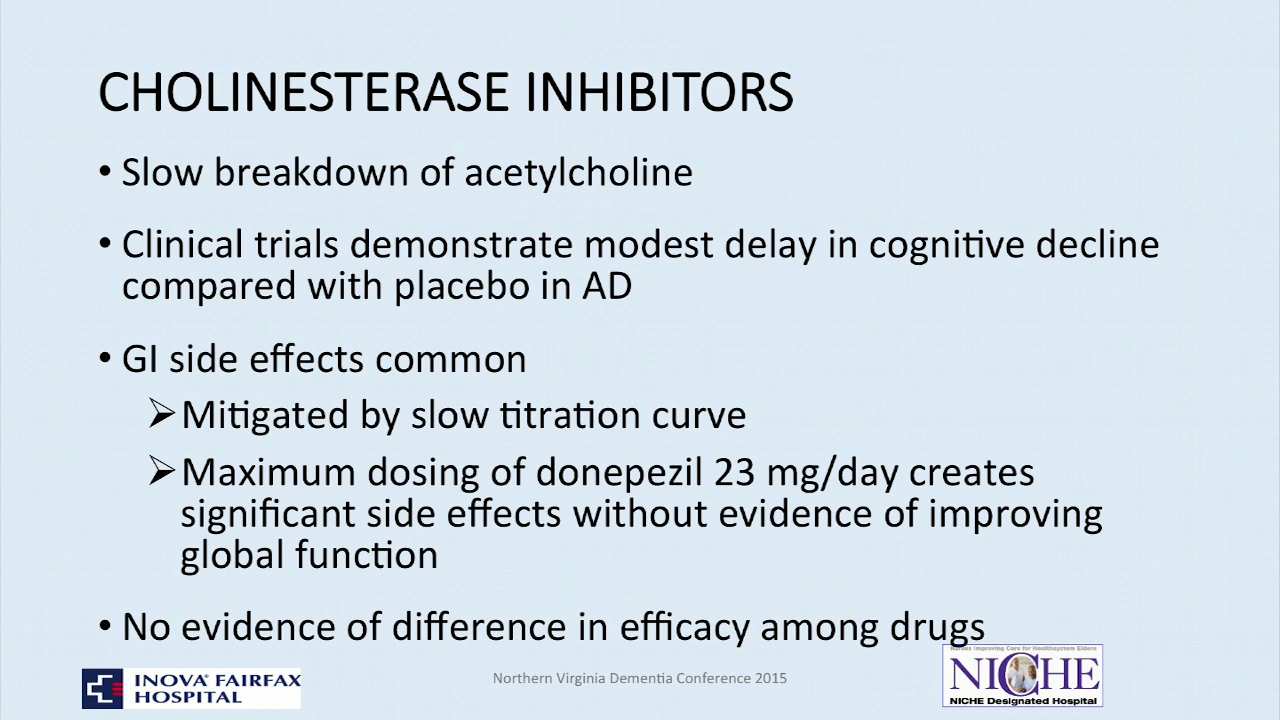 CHOLINESTERASE INHIBITORS
• Slow breakdown of acetylcholine
• Clinical trials demonstrate modest delay in cognitive decline
compared with placebo in AD
• GI side effects common
➢Mitigated by slow titration curve
➢Maximum dosing of donepezil 23 mg/day creates
significant side effects without evidence of improving
global function
• No evidence of difference in efficacy among drugs
INOVA® FAIRFAX
HOSPITAL
Northern Virginia Dementia Conference 2015
Nurses Improving Care for Healthsystem Elders
NICHE
NICHE Designated Hospital